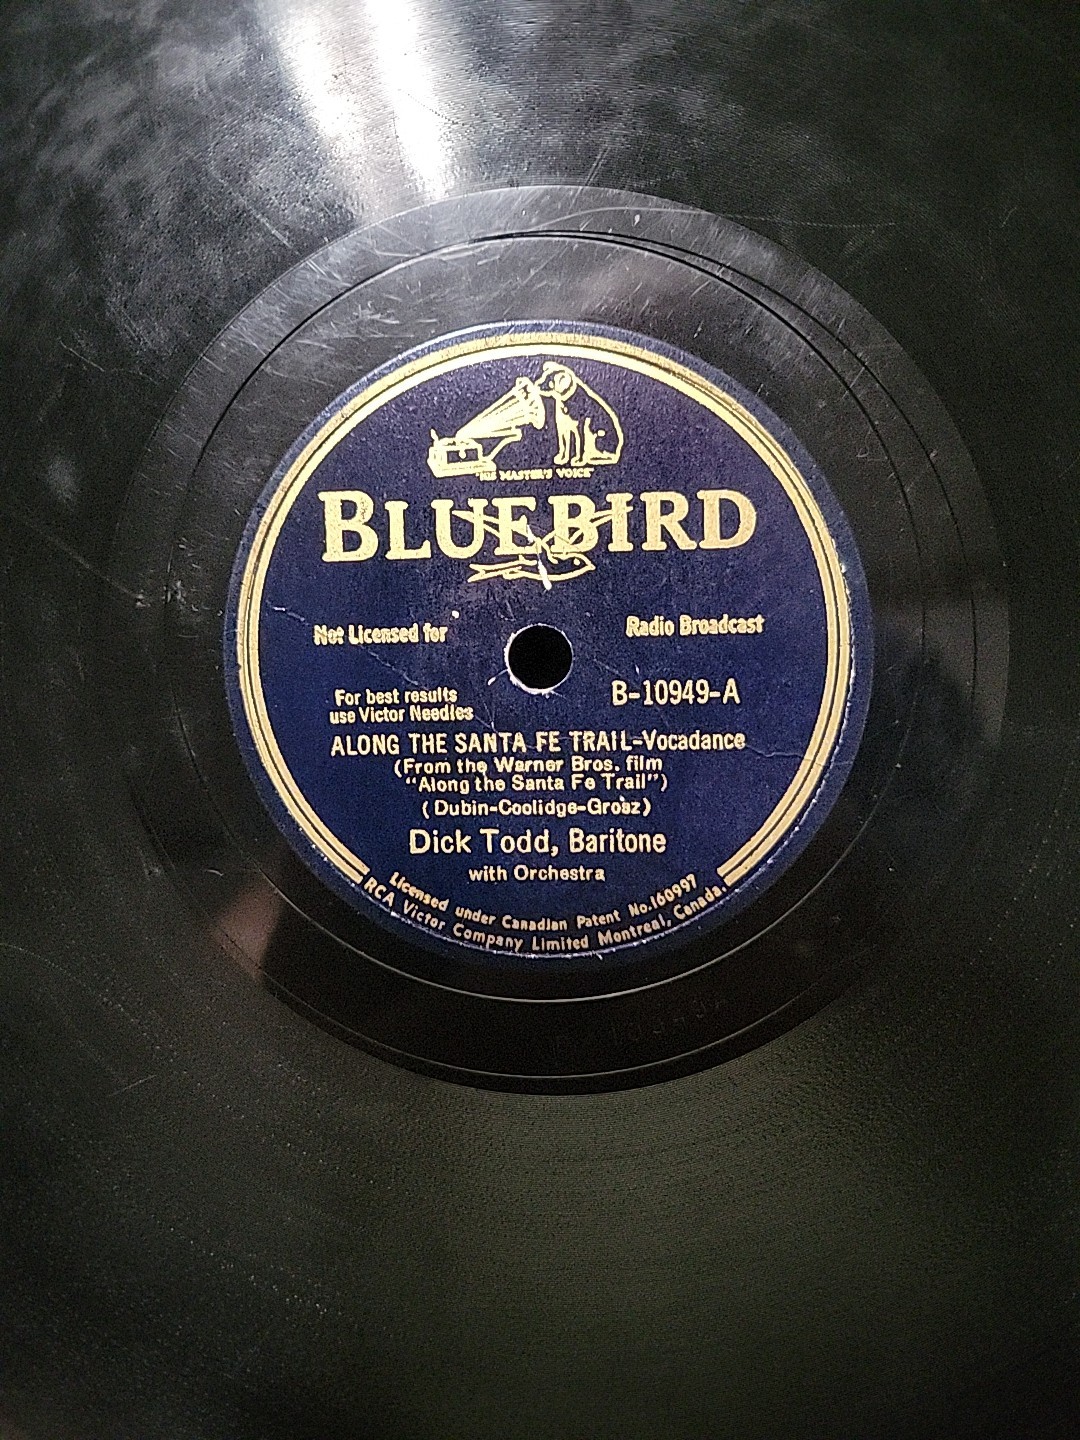 "HIS MASTER'S VOICE"
BLUEBIRD
Not Licensed for
Radio Broadcast
For best results
use Victor Needles
B-10949-A
ALONG THE SANTA FE TRAIL-Vocadance
(From the Warner Bros. film
"Along the Santa Fe Trail")
(Dubin-Coolidge-Grosz)
Dick Todd, Baritone
with Orchestra
Licensed under Canadian Patent No.160997
RCA Victor Company Limited Montreal, Canada.